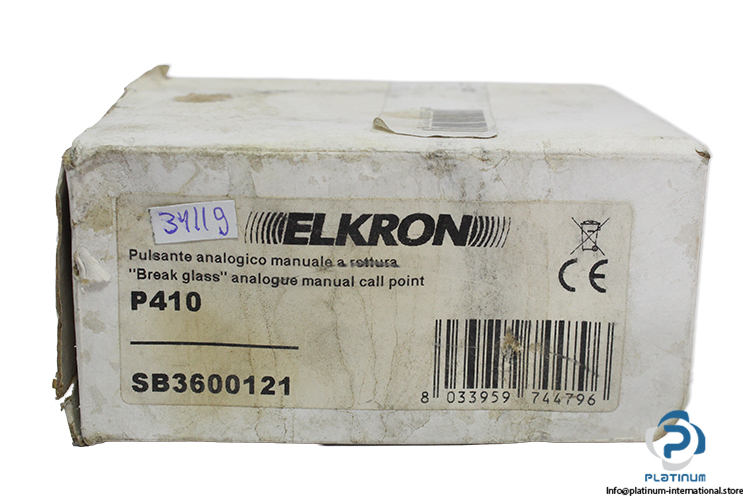 34119
ELKRON
Pulsante analogico manuale a rottura
"Break glass" analogue manual call point
P410
CE
SB3600121
8 033959 744796
PLATINUM
Info@platinum-international.store